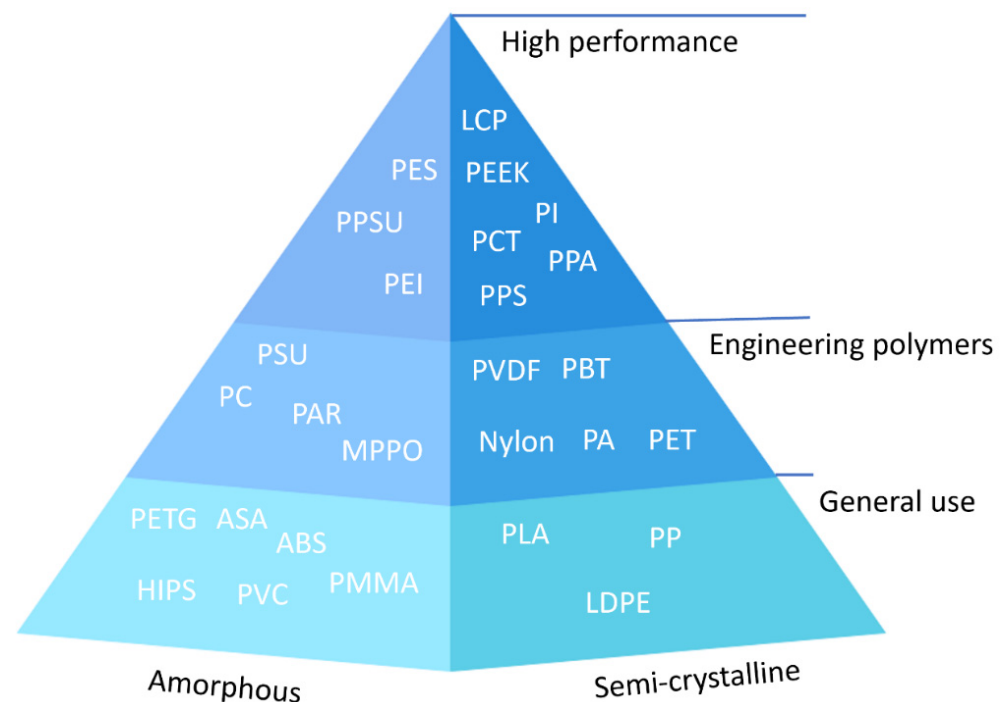 High performance
LCP
PES PEEK
PPSU PI
PCT
PPA
PEI PPS
Engineering polymers
PSU
PVDF PBT
PC
PAR
MPPO Nylon PA PET
General use
PETG ASA
ABS PLA PP
HIPS PVC PMMA
LDPE
Amorphous
Semi-crystalline